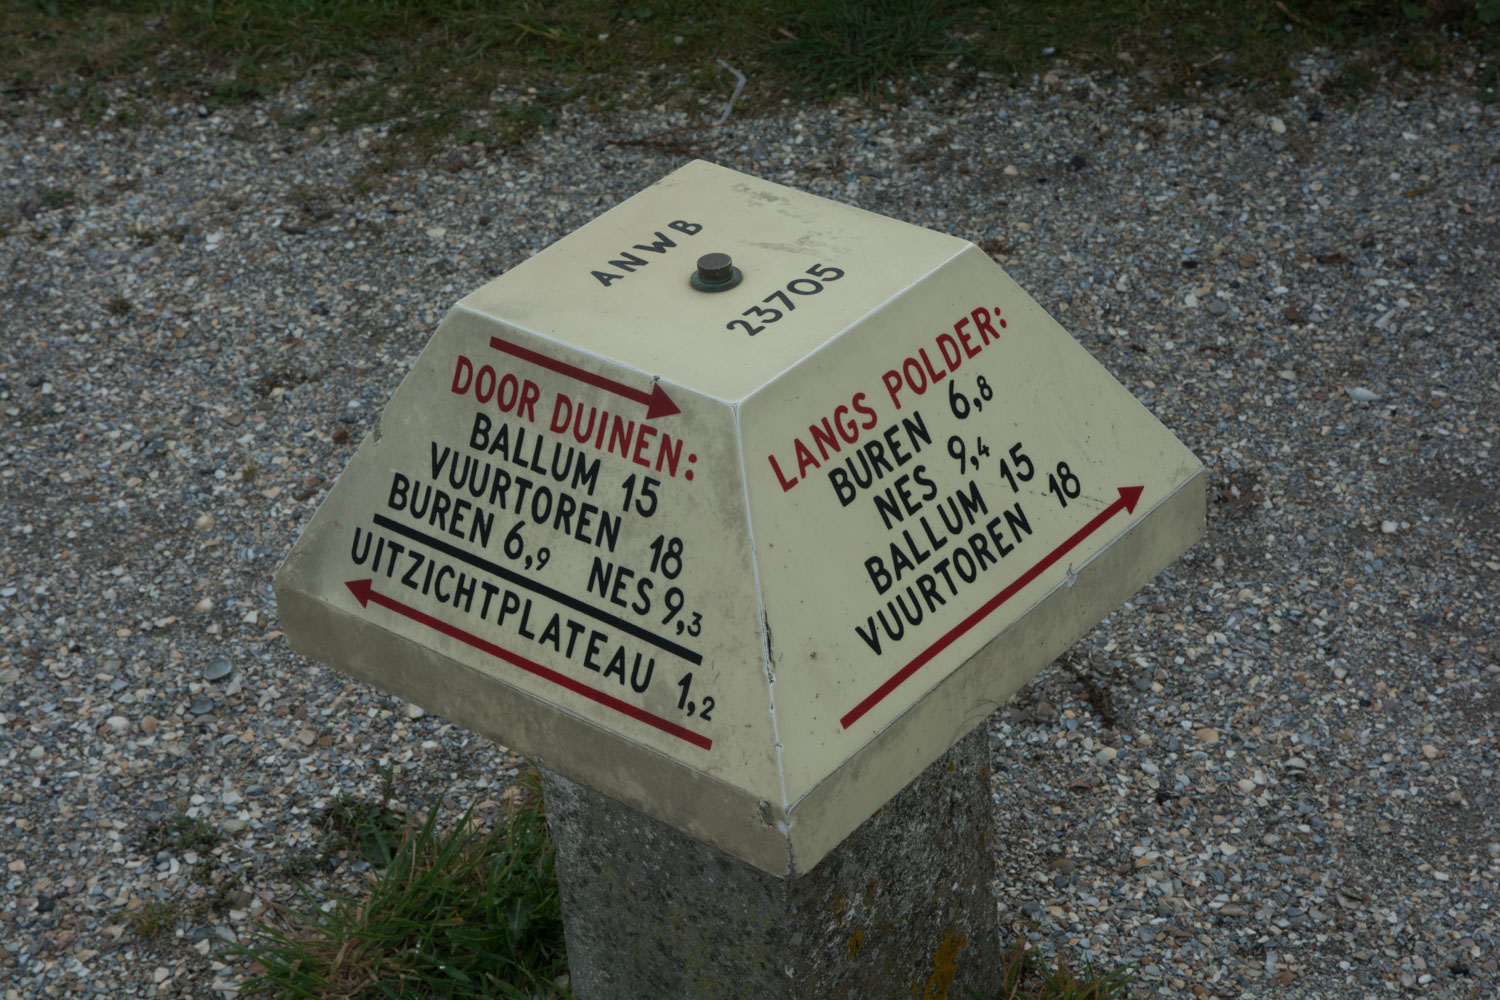 ANWB
23705
DOOR DUINEN:
BALLUM 15
VUURTOREN 18
BUREN 6,9 NES 9,3
UITZICHTPLATEAU 1,2
LANGS POLDER:
BUREN 6,8
NES 9,4
BALLUM 15
VUURTOREN 18